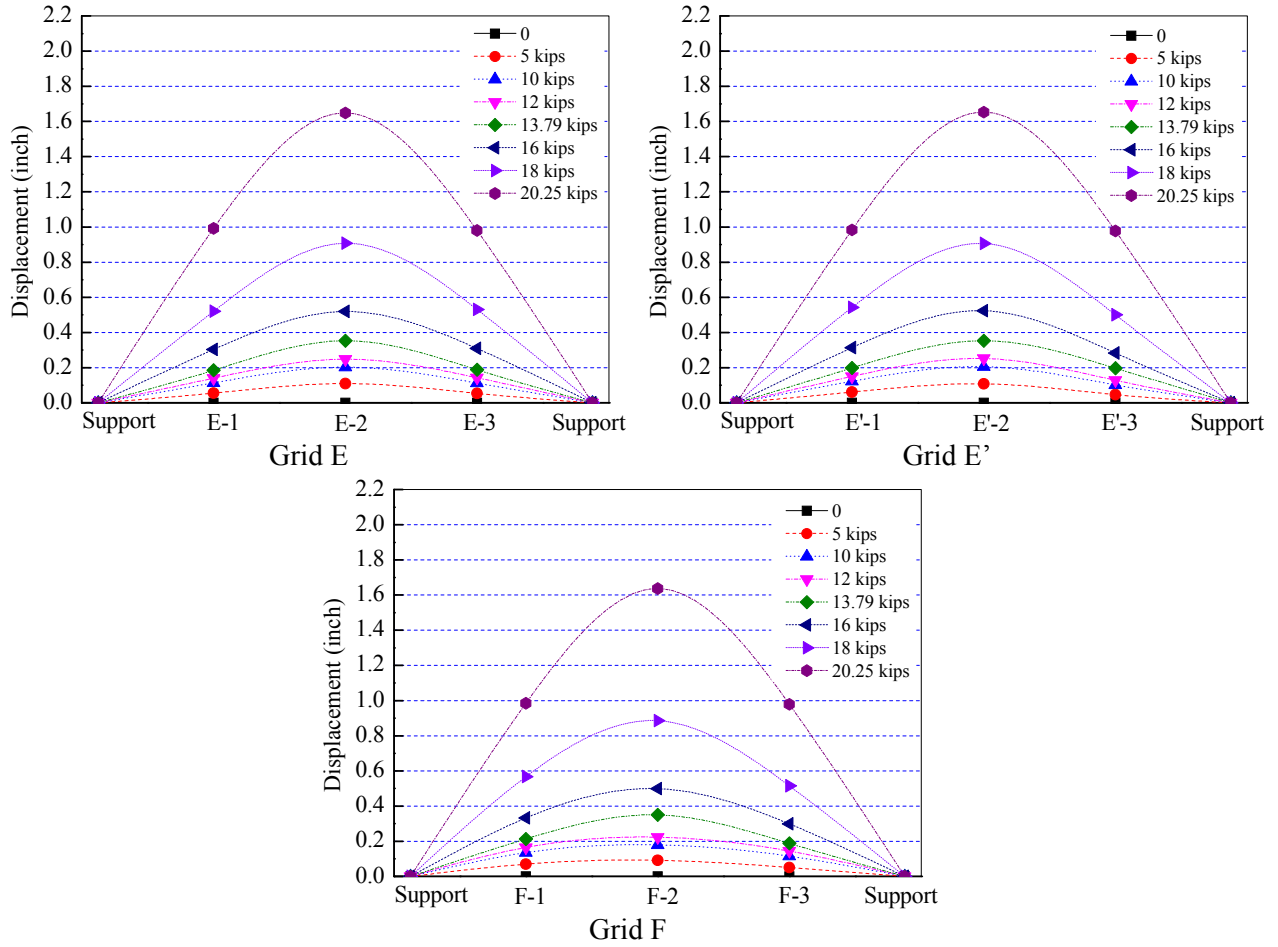 Displacement (inch)
2.2
2.0
1.8
1.6
1.4
1.2
1.0
0.8
0.6
0.4
0.2
0.0
0
5 kips
10 kips
12 kips
13.79 kips
16 kips
18 kips
20.25 kips
Support E-1 E-2 E-3 Support
Grid E
Displacement (inch)
2.2
2.0
1.8
1.6
1.4
1.2
1.0
0.8
0.6
0.4
0.2
0.0
0
5 kips
10 kips
12 kips
13.79 kips
16 kips
18 kips
20.25 kips
Support E'-1 E'-2 E'-3 Support
Grid E’
Displacement (inch)
2.2
2.0
1.8
1.6
1.4
1.2
1.0
0.8
0.6
0.4
0.2
0.0
0
5 kips
10 kips
12 kips
13.79 kips
16 kips
18 kips
20.25 kips
Support F-1 F-2 F-3 Support
Grid F